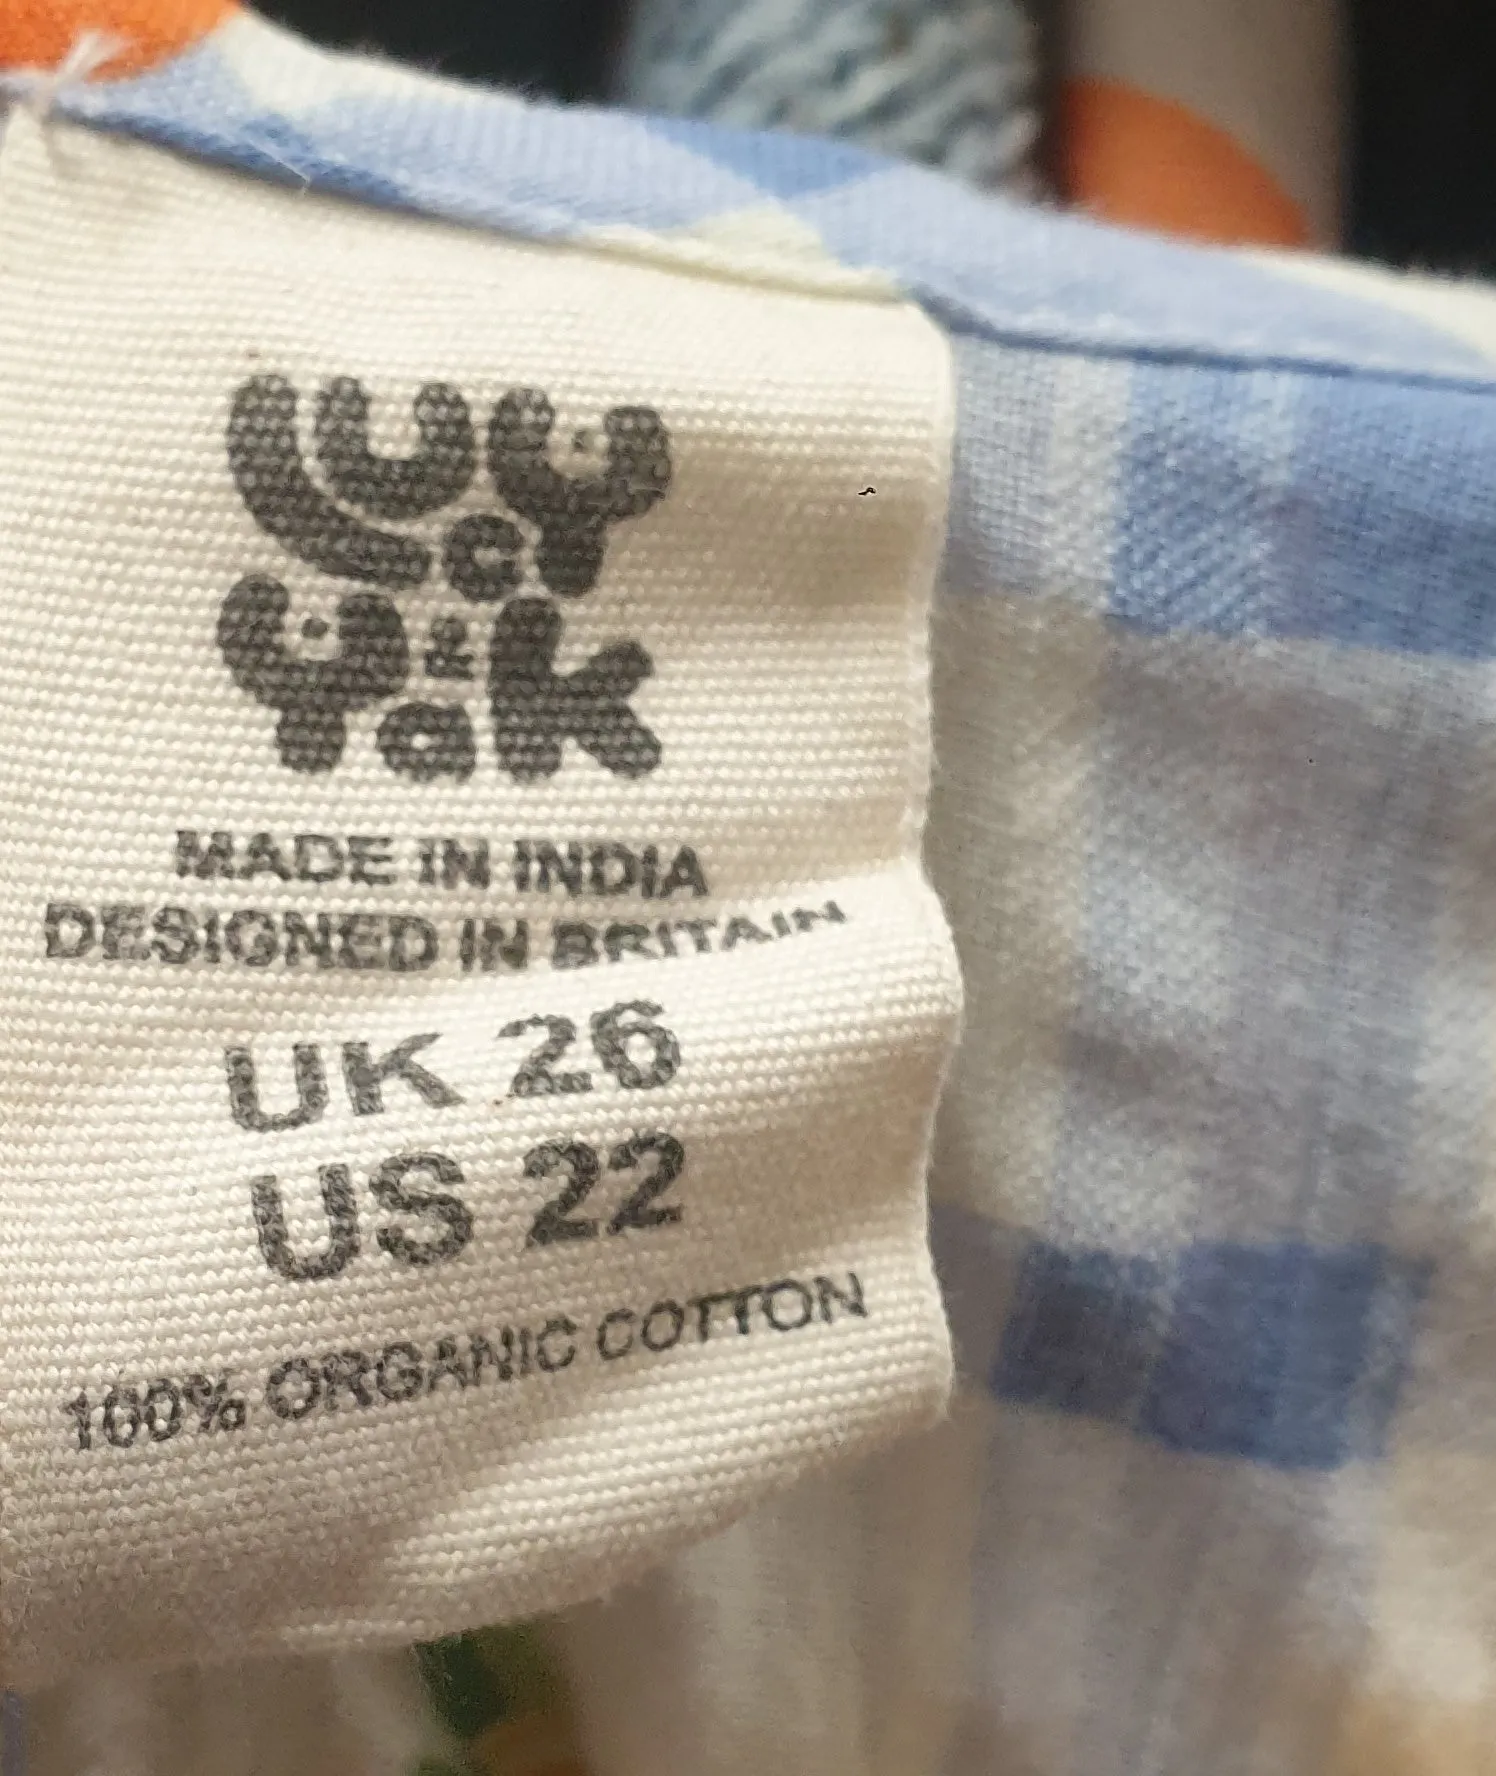 Lucy & Yak
MADE IN INDIA
DESIGNED IN BRITAIN
UK 26
US 22
100% ORGANIC COTTON